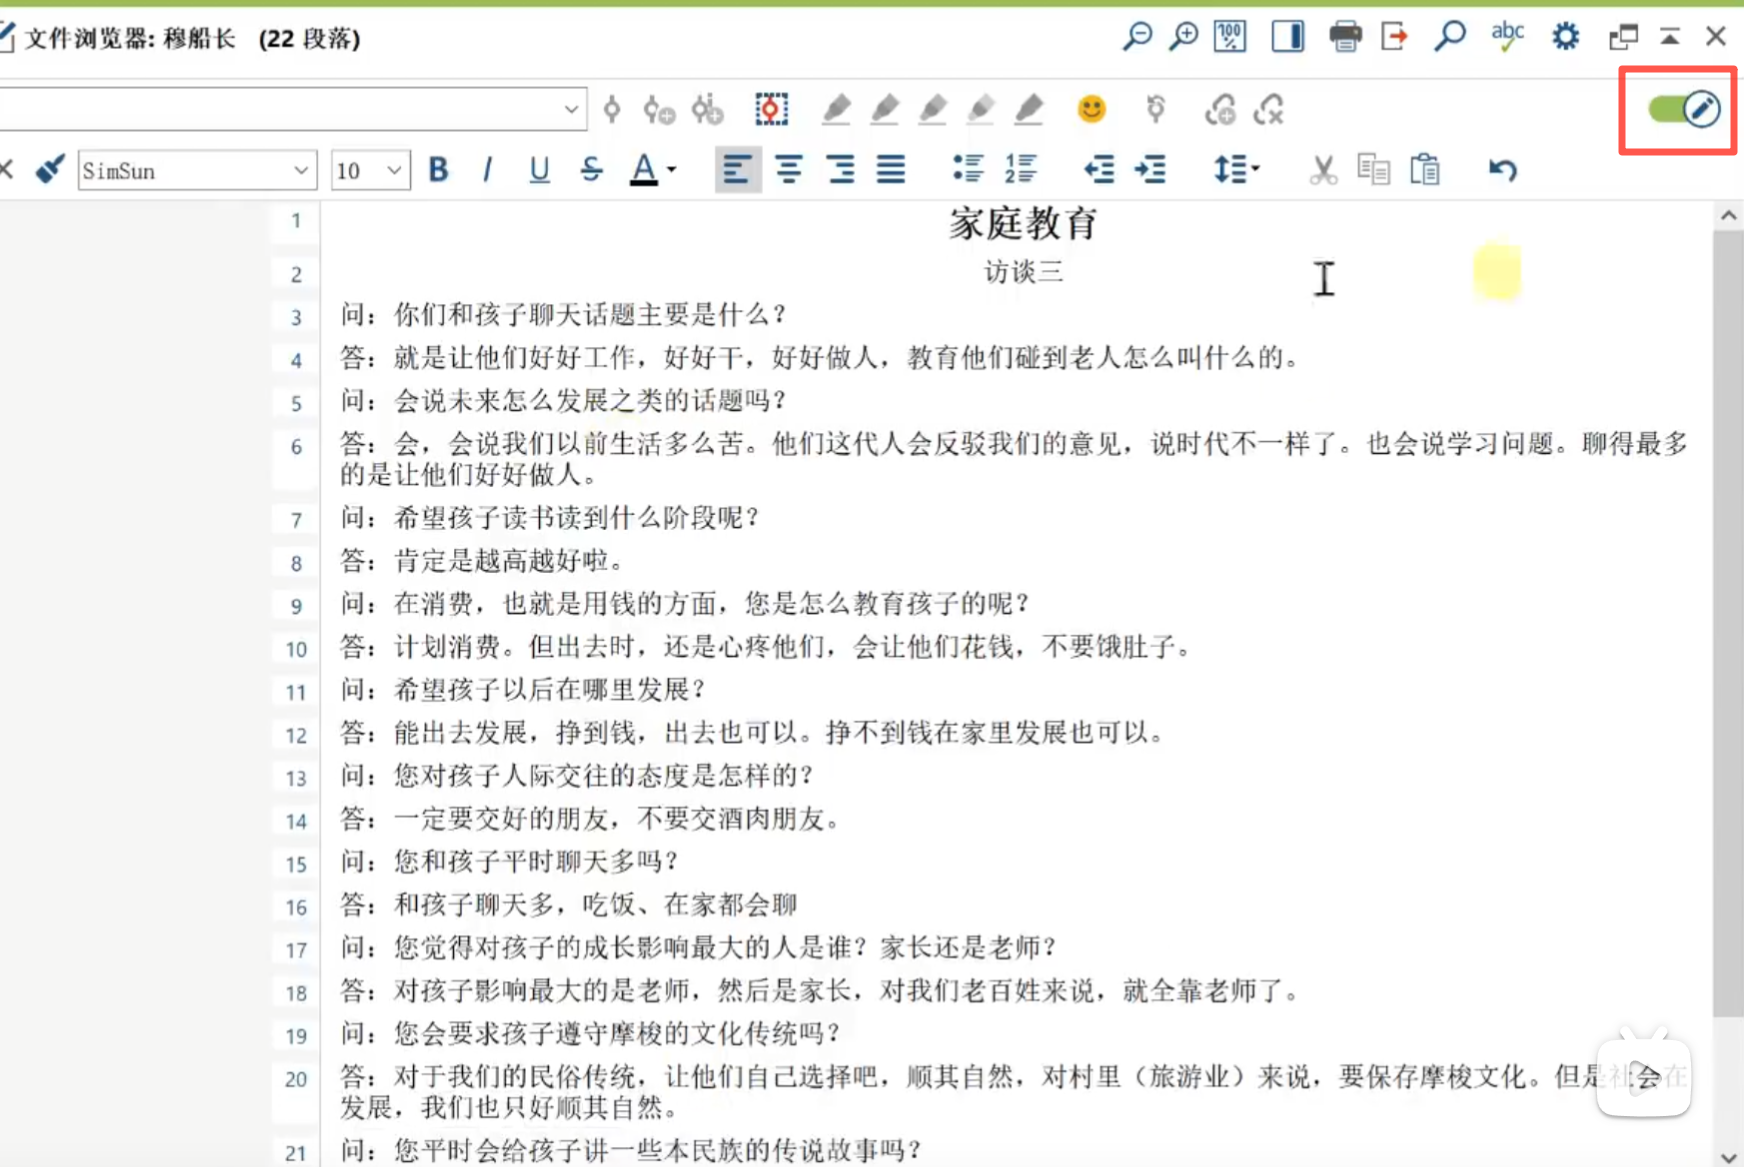 文件浏览器: 穆船长 (22 段落)
100%
abc
SimSun
10
B I U S A
1 家庭教育
2 访谈三
3 问：你们和孩子聊天话题主要是什么？
4 答：就是让他们好好工作，好好干，好好做人，教育他们碰到老人怎么叫什么的。
5 问：会说未来怎么发展之类的话题吗？
6 答：会，会说我们以前生活多么苦。他们这代人会反驳我们的意见，说时代不一样了。也会说学习问题。聊得最多
的是让他们好好做人。
7 问：希望孩子读书读到什么阶段呢？
8 答：肯定是越高越好啦。
9 问：在消费，也就是用钱的方面，您是怎么教育孩子的呢？
10 答：计划消费。但出去时，还是心疼他们，会让他们花钱，不要饿肚子。
11 问：希望孩子以后在哪里发展？
12 答：能出去发展，挣到钱，出去也可以。挣不到钱在家里发展也可以。
13 问：您对孩子人际交往的态度是怎样的？
14 答：一定要交好的朋友，不要交酒肉朋友。
15 问：您和孩子平时聊天多吗？
16 答：和孩子聊天多，吃饭、在家都会聊
17 问：您觉得对孩子的成长影响最大的人是谁？家长还是老师？
18 答：对孩子影响最大的是老师，然后是家长，对我们老百姓来说，就全靠老师了。
19 问：您会要求孩子遵守摩梭的文化传统吗？
20 答：对于我们的民俗传统，让他们自己选择吧，顺其自然，对村里（旅游业）来说，要保存摩梭文化。但是社会在
发展，我们也只好顺其自然。
21 问：您平时会给孩子讲一些本民族的传说故事吗？